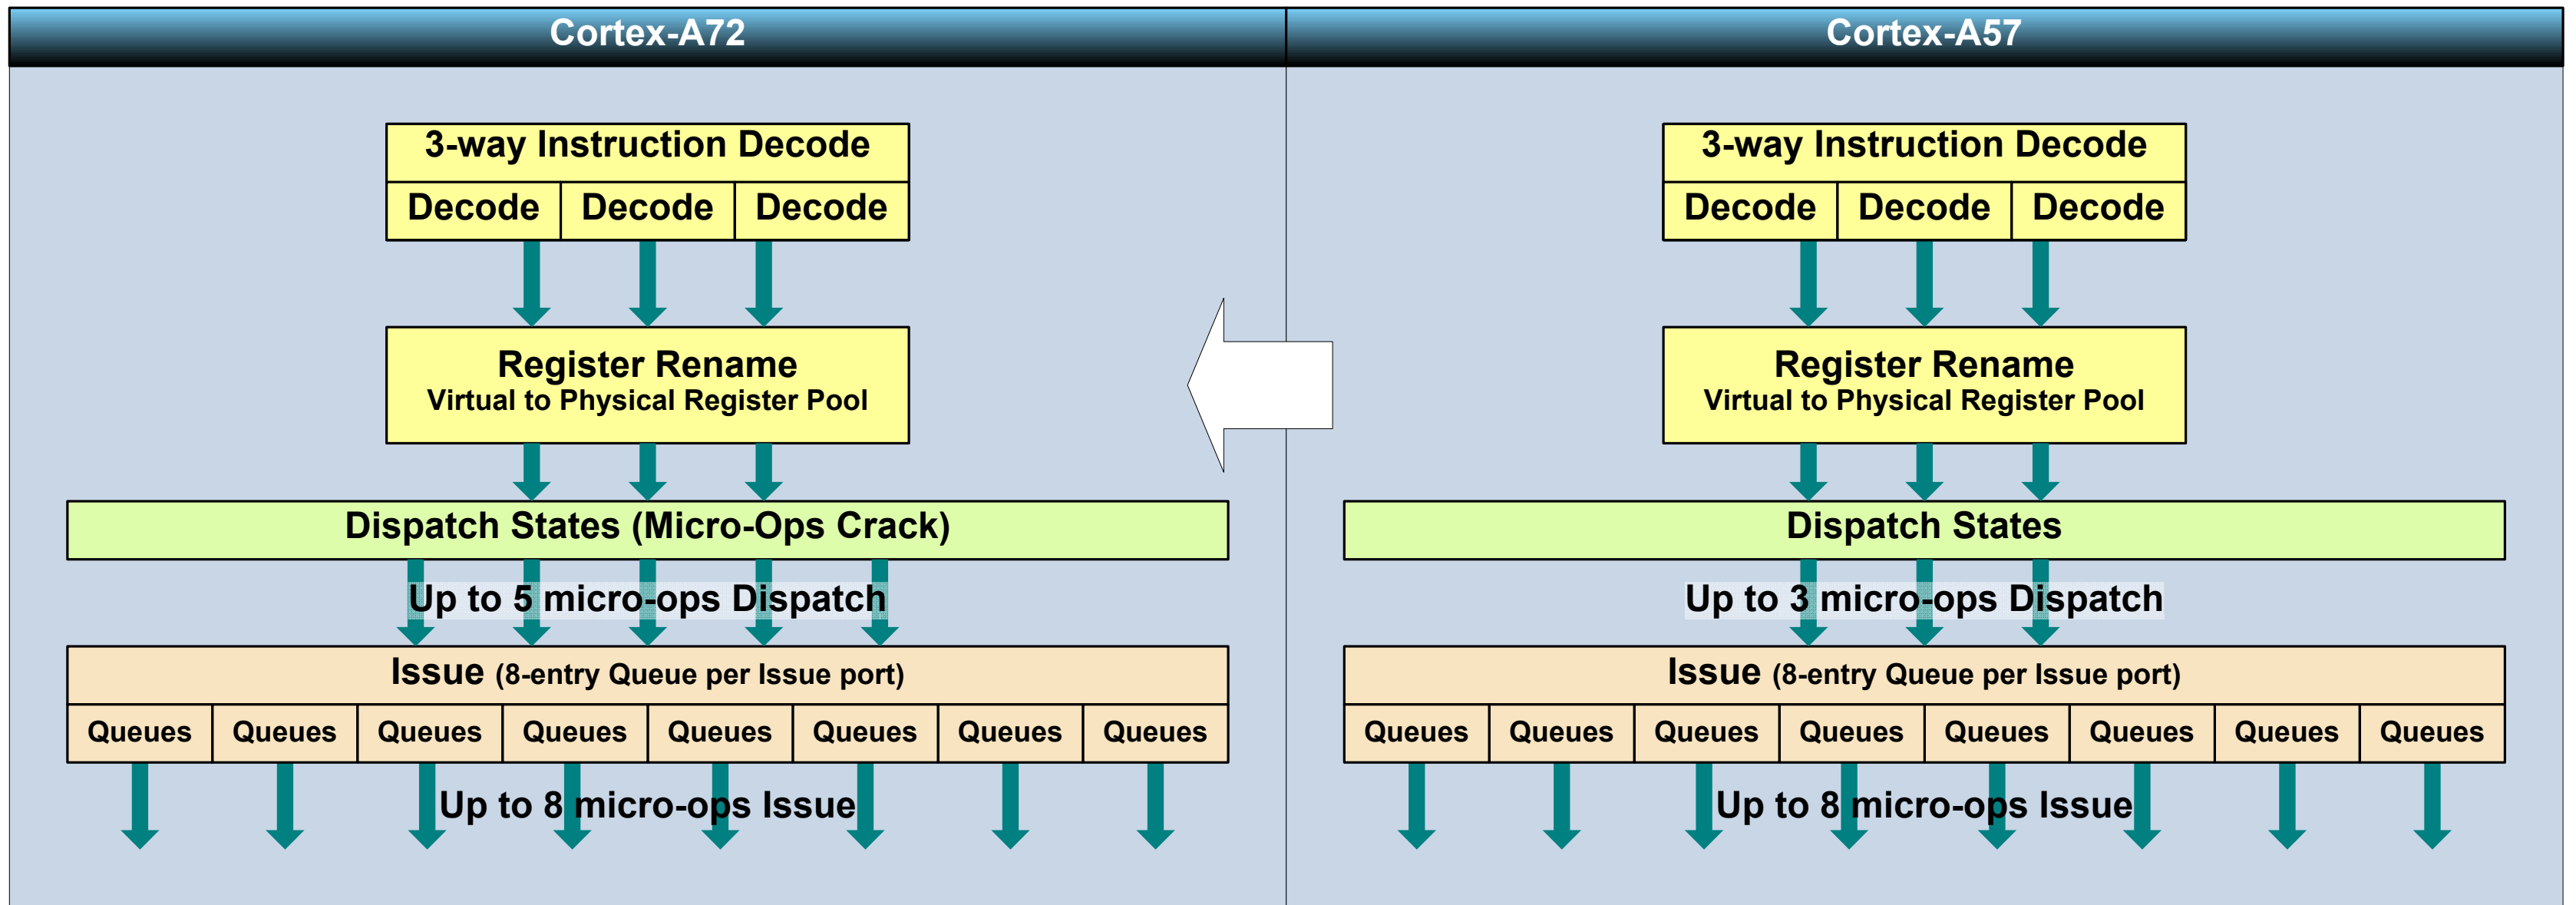 Cortex-A72
3-way Instruction Decode
Decode Decode Decode
Register Rename
Virtual to Physical Register Pool
Dispatch States (Micro-Ops Crack)
Up to 5 micro-ops Dispatch
Issue (8-entry Queue per Issue port)
Queues Queues Queues Queues Queues Queues Queues Queues
Up to 8 micro-ops Issue
Cortex-A57
3-way Instruction Decode
Decode Decode Decode
Register Rename
Virtual to Physical Register Pool
Dispatch States
Up to 3 micro-ops Dispatch
Issue (8-entry Queue per Issue port)
Queues Queues Queues Queues Queues Queues Queues Queues
Up to 8 micro-ops Issue